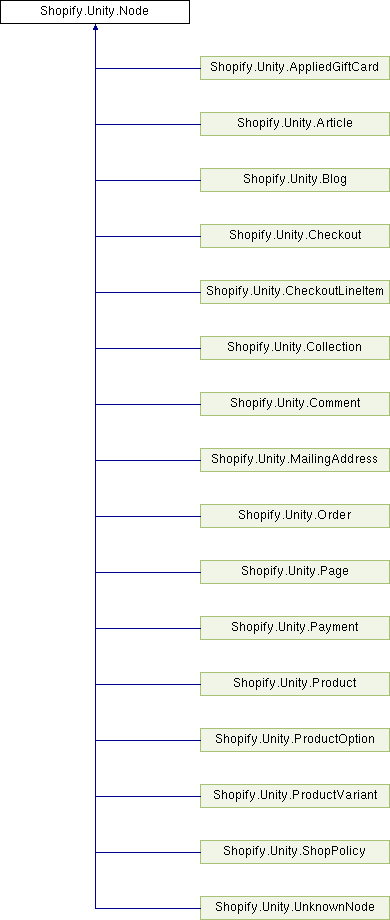 Shopify.Unity.Node
Shopify.Unity.AppliedGiftCard
Shopify.Unity.Article
Shopify.Unity.Blog
Shopify.Unity.Checkout
Shopify.Unity.CheckoutLineItem
Shopify.Unity.Collection
Shopify.Unity.Comment
Shopify.Unity.MailingAddress
Shopify.Unity.Order
Shopify.Unity.Page
Shopify.Unity.Payment
Shopify.Unity.Product
Shopify.Unity.ProductOption
Shopify.Unity.ProductVariant
Shopify.Unity.ShopPolicy
Shopify.Unity.UnknownNode